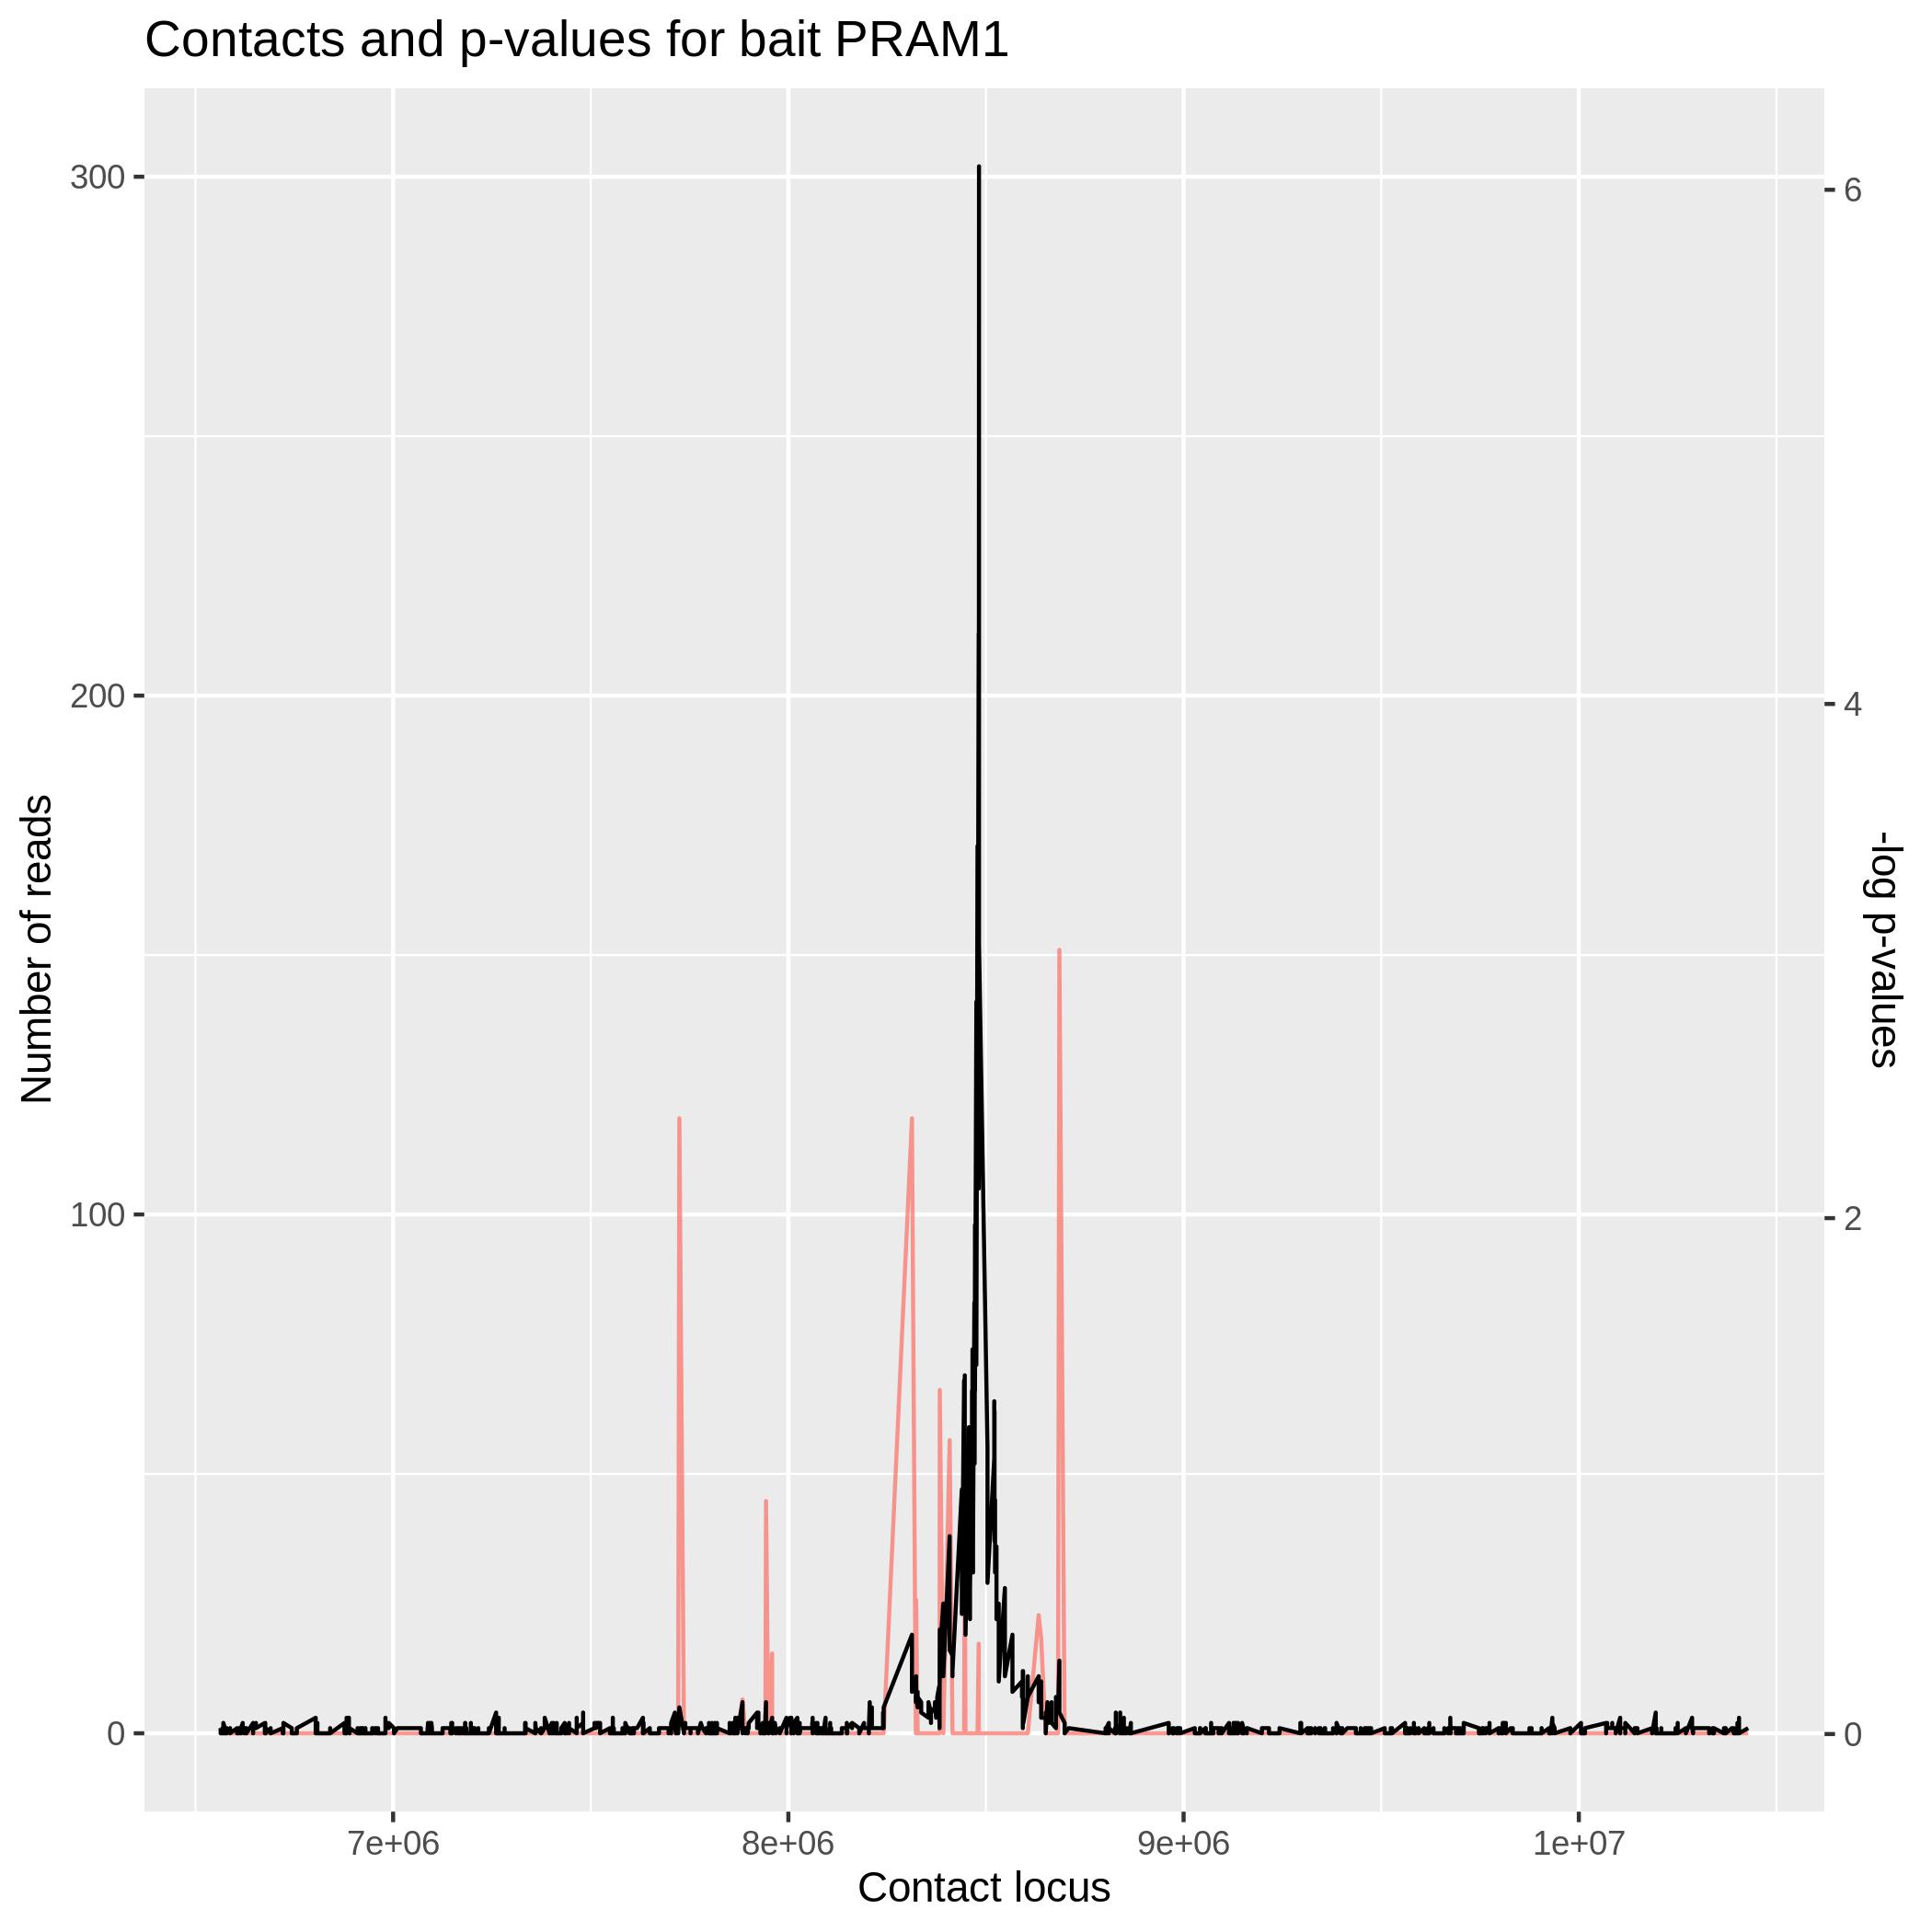 Contacts and p-values for bait PRAM1
300
200
100
0
6
4
2
0
Number of reads
-log p-values
7e+06 8e+06 9e+06 1e+07
Contact locus